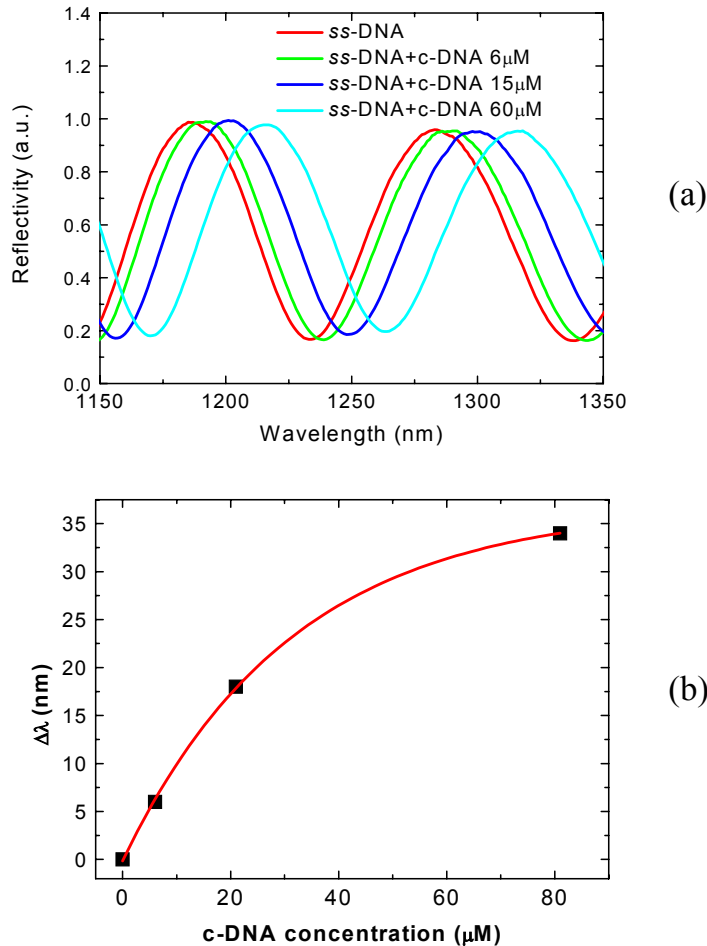 1.4
1.2
1.0
0.8
0.6
0.4
0.2
0.0
Reflectivity (a.u.)
ss-DNA
ss-DNA+c-DNA 6μM
ss-DNA+c-DNA 15μM
ss-DNA+c-DNA 60μM
1150 1200 1250 1300 1350
Wavelength (nm)
(a)
35
30
25
20
15
10
5
0
Δλ (nm)
0 20 40 60 80
c-DNA concentration (μM)
(b)